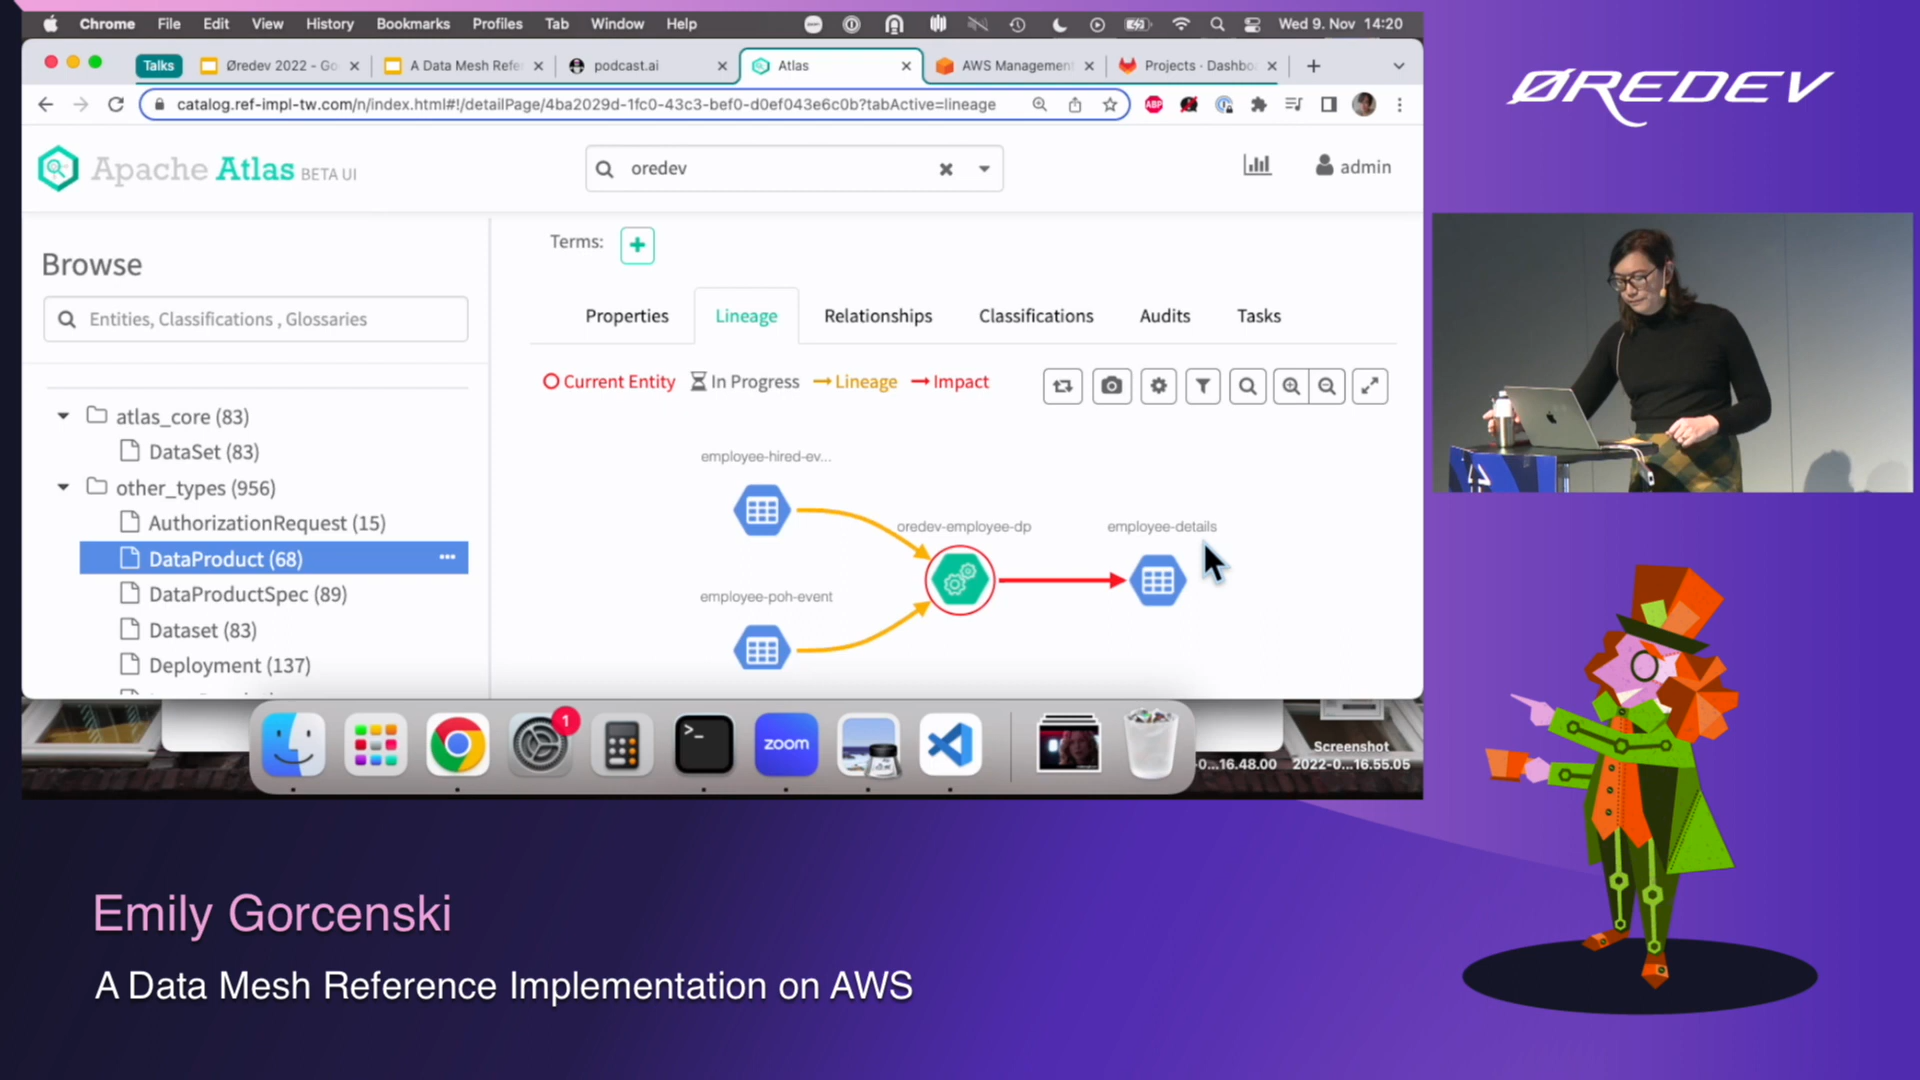 Chrome File Edit View History Bookmarks Profiles Tab Window Help Wed 9. Nov 14:20
Talks Øredev 2022 - Go A Data Mesh Refe podcast.ai Atlas AWS Management Projects · Dashbo
catalog.ref-impl-tw.com/n/index.html#!/detailPage/4ba2029d-1fc0-43c3-bef0-d0ef043e6c0b?tabActive=lineage ABP
ØREDEV
Apache Atlas BETA UI
oredev
admin
Browse
Entities, Classifications , Glossaries
atlas_core (83)
DataSet (83)
other_types (956)
AuthorizationRequest (15)
DataProduct (68)
DataProductSpec (89)
Dataset (83)
Deployment (137)
Terms:
Properties Lineage Relationships Classifications Audits Tasks
Current Entity In Progress Lineage Impact
employee-hired-ev...
oredev-employee-dp
employee-details
employee-poh-event
1
zoom
Screenshot
0...16.48.00 2022-0...16.55.05
Emily Gorcenski
A Data Mesh Reference Implementation on AWS